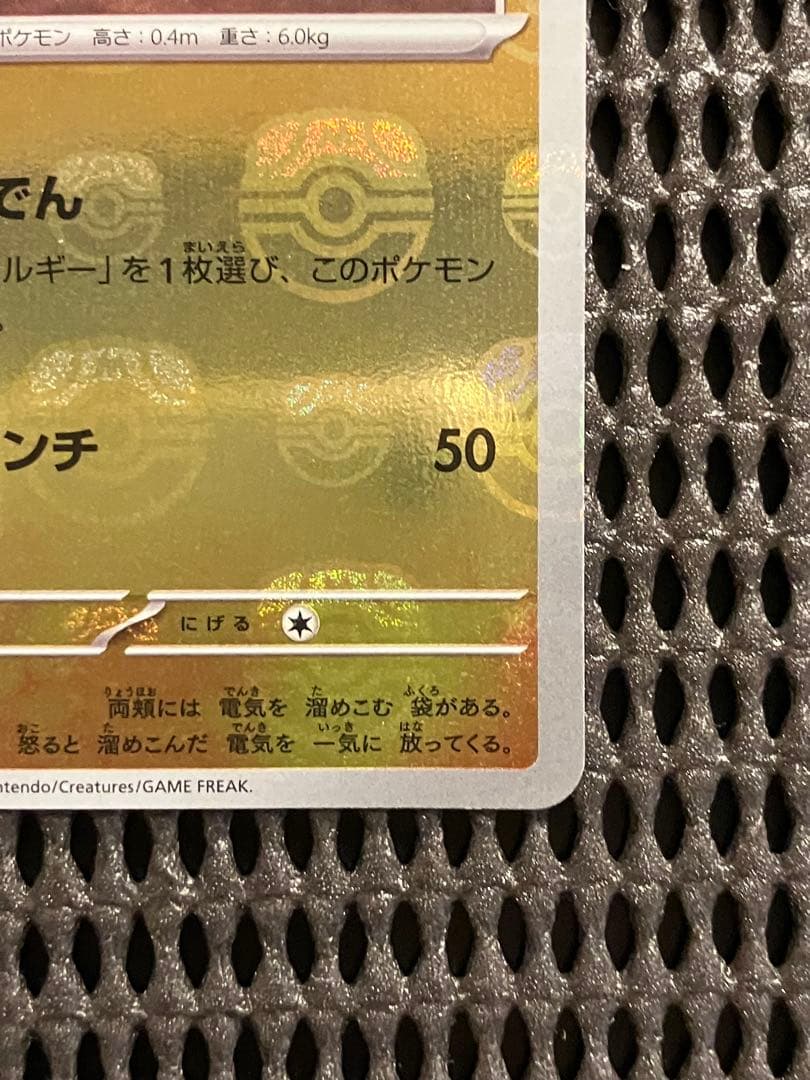 ポケモン 高さ：0.4m 重さ：6.0kg
でん
まいえら
ルギー」を1枚選び、このポケモン
。
ンチ 50
にげる
りょうほお でんき た ふくろ
両頬には 電気を 溜めこむ 袋がある。
おこ た でんき いっき はな
怒ると 溜めこんだ 電気を 一気に 放ってくる。
ntendo/Creatures/GAME FREAK.